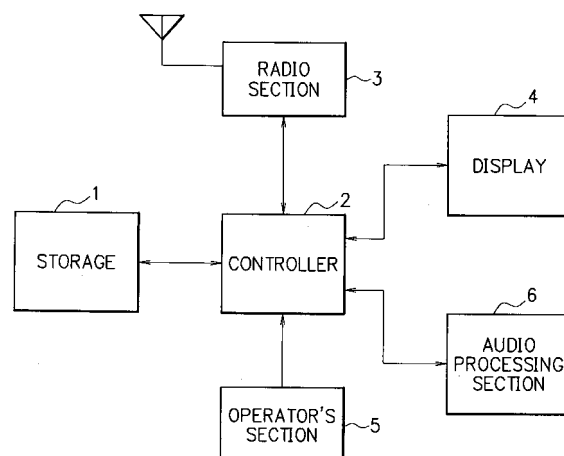 RADIO
SECTION
3
4
DISPLAY
1
STORAGE
2
CONTROLLER
6
AUDIO
PROCESSING
SECTION
OPERATOR'S
SECTION
5